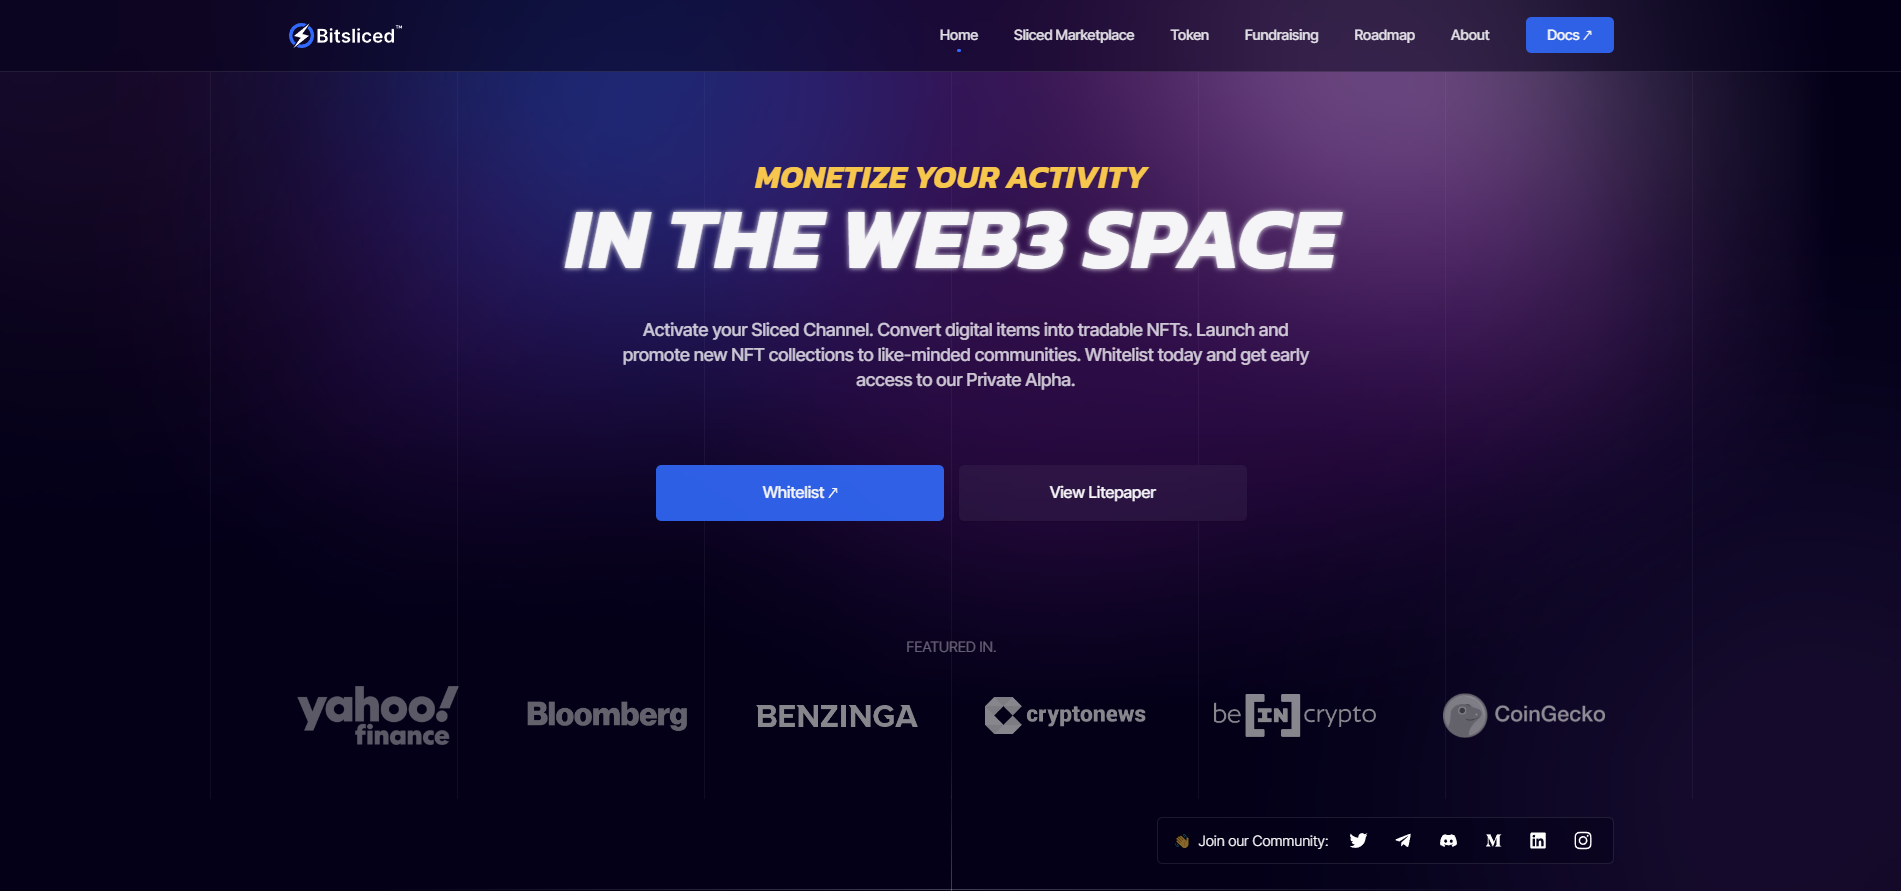 Bitsliced™
Home Sliced Marketplace Token Fundraising Roadmap About Docs ↗
MONETIZE YOUR ACTIVITY
IN THE WEB3 SPACE
Activate your Sliced Channel. Convert digital items into tradable NFTs. Launch and
promote new NFT collections to like-minded communities. Whitelist today and get early
access to our Private Alpha.
Whitelist ↗ View Litepaper
FEATURED IN.
yahoo!
finance
Bloomberg
BENZINGA
cryptonews
be[IN]crypto
CoinGecko
👋 Join our Community: